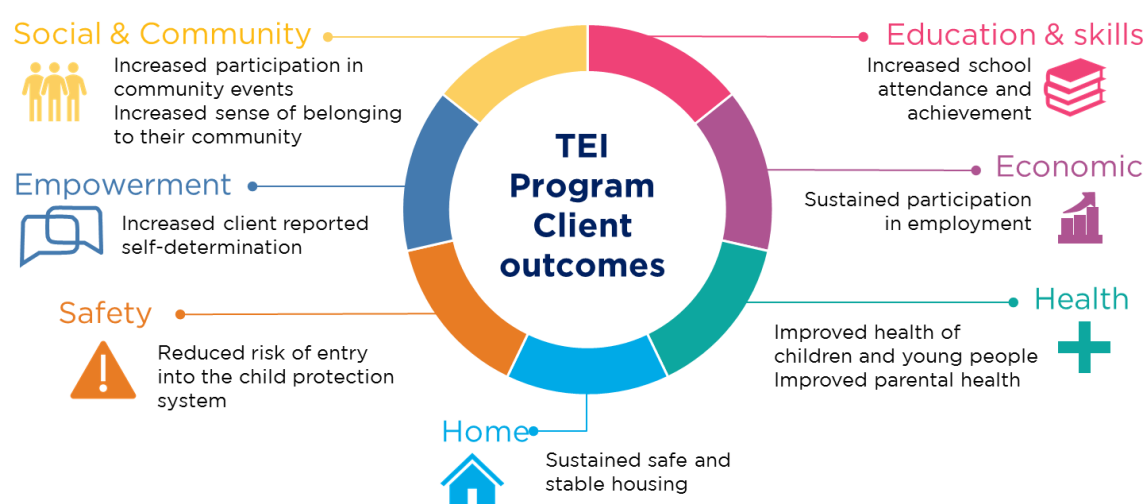 TEI
Program
Client
outcomes
Social & Community
Increased participation in
community events
Increased sense of belonging
to their community
Empowerment
Increased client reported
self-determination
Safety
Reduced risk of entry
into the child protection
system
Home
Sustained safe and
stable housing
Education & skills
Increased school
attendance and
achievement
Economic
Sustained participation
in employment
Health
Improved health of
children and young people
Improved parental health